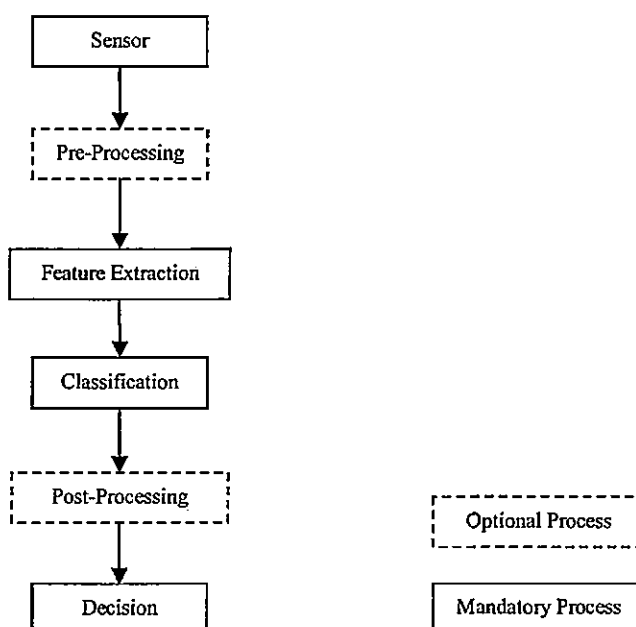 Sensor
Pre-Processing
Feature Extraction
Classification
Post-Processing
Decision
Optional Process
Mandatory Process